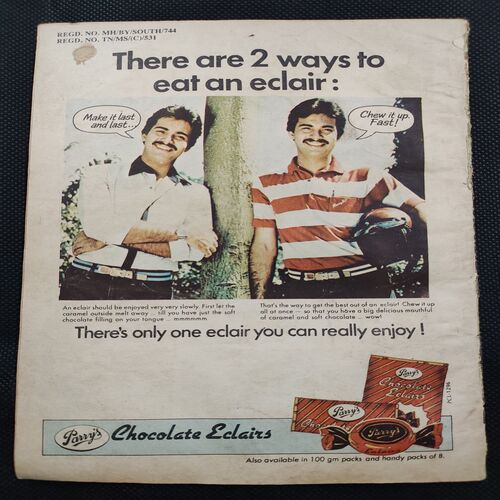 REGD. NO. MH/BY/SOUTH/744
REGD. NO. TN/MS/(C)/531
There are 2 ways to
eat an eclair:
Make it last
and last..
Chew it up.
Fast!
An eclair should be enjoyed very very slowly. First let the
caramel outside melt away ... till you have just the soft
chocolate filling on your tongue ... mmmmmm
That's the way to get the best out of an eclair! Chew it up
all at once — so that you have a big delicious mouthful
of caramel and soft chocolate ... wow!
There's only one eclair you can really enjoy!
Parry's
Chocolate
Eclairs
Parry's
Cho
Parry's
Eclairs
PCJ-1296
Parry's Chocolate Eclairs
Also available in 100 gm packs and handy packs of 8.